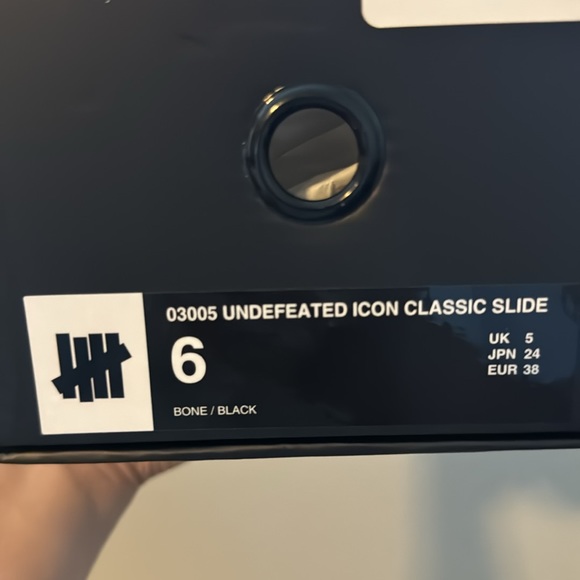 03005 UNDEFEATED ICON CLASSIC SLIDE
6
UK 5
JPN 24
EUR 38
BONE / BLACK